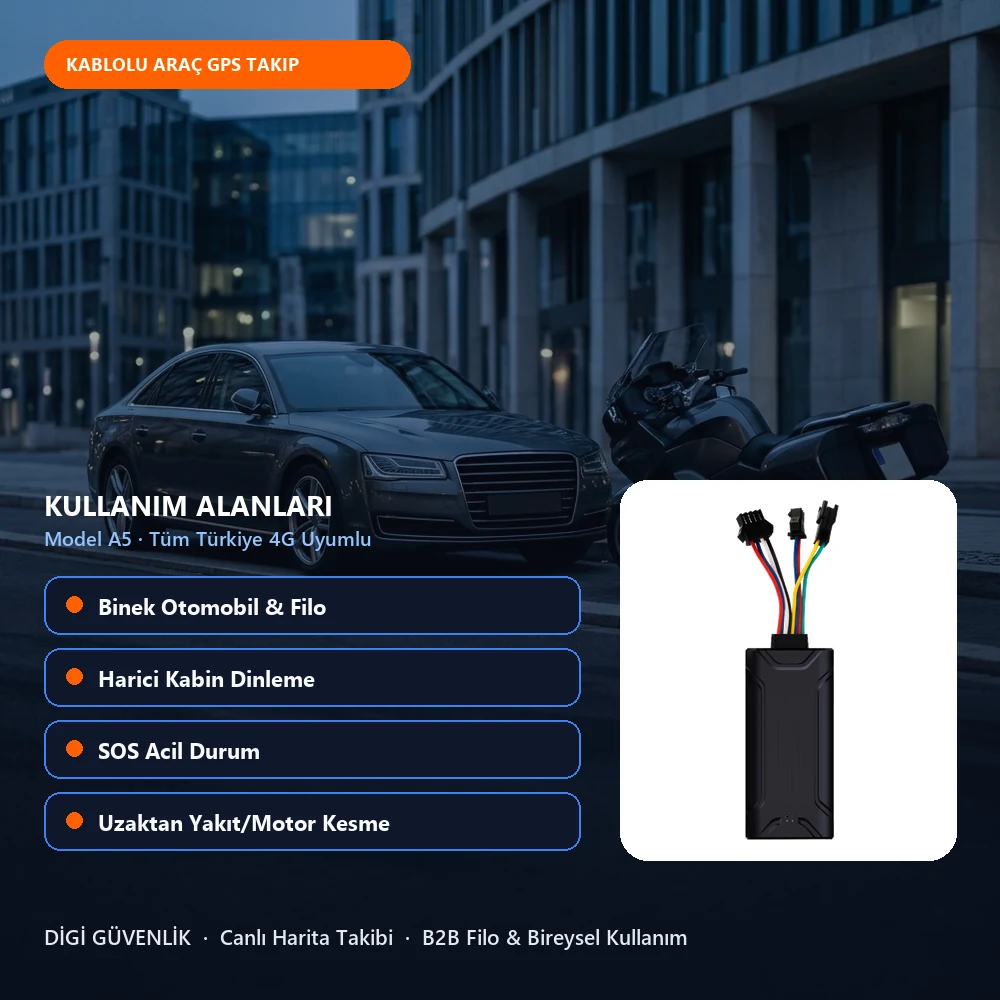 KABLOLU ARAÇ GPS TAKIP
KULLANIM ALANLARI
Model A5 · Tüm Türkiye 4G Uyumlu
Binek Otomobil & Filo
Harici Kabin Dinleme
SOS Acil Durum
Uzaktan Yakıt/Motor Kesme
DİGİ GÜVENLİK · Canlı Harita Takibi · B2B Filo & Bireysel Kullanım